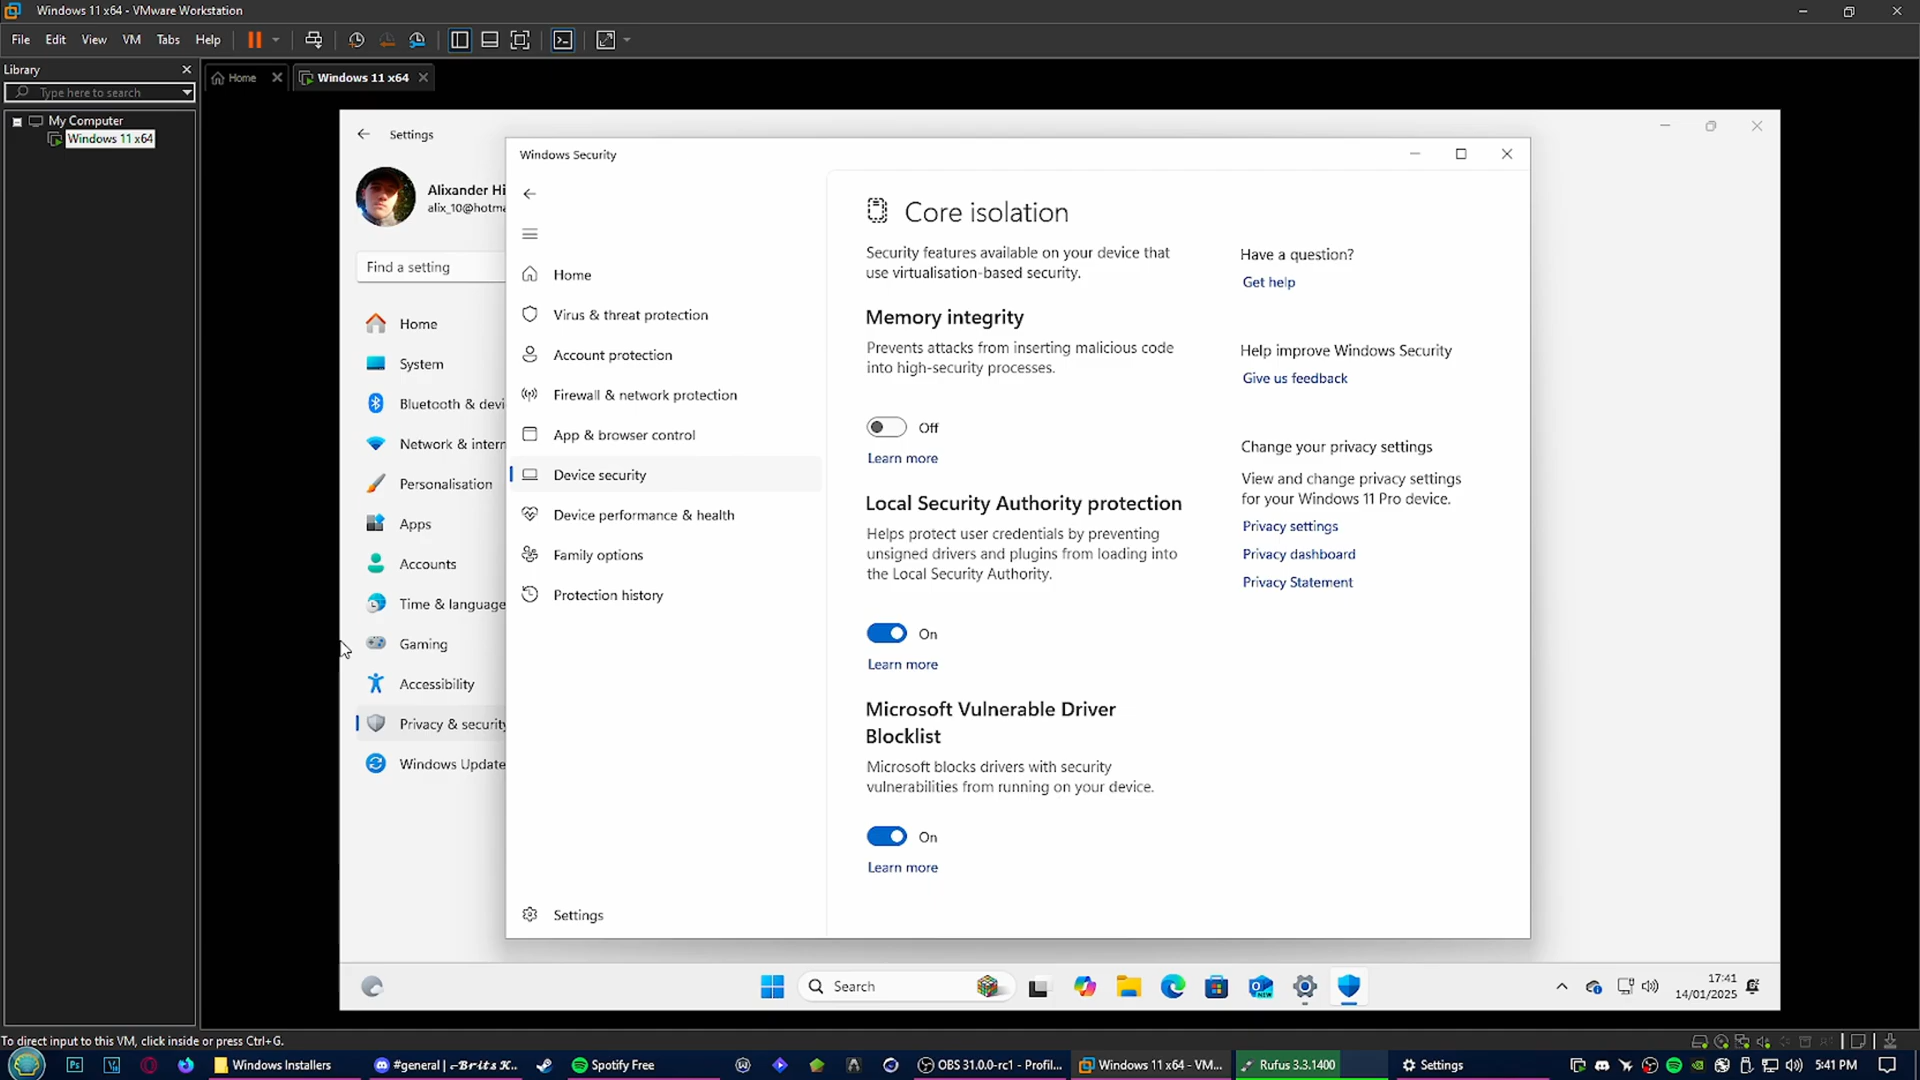 Windows 11 x64 - VMware Workstation
File Edit View VM Tabs Help
Library
Type here to search
My Computer
Windows 11 x64
Home
Windows 11 x64
Settings
Alixander Hi
alix_10@hotma
Find a setting
Home
System
Bluetooth & devi
Network & intern
Personalisation
Apps
Accounts
Time & language
Gaming
Accessibility
Privacy & security
Windows Update
Windows Security
Home
Virus & threat protection
Account protection
Firewall & network protection
App & browser control
Device security
Device performance & health
Family options
Protection history
Settings
Core isolation
Security features available on your device that
use virtualisation-based security.
Memory integrity
Prevents attacks from inserting malicious code
into high-security processes.
Off
Learn more
Local Security Authority protection
Helps protect user credentials by preventing
unsigned drivers and plugins from loading into
the Local Security Authority.
On
Learn more
Microsoft Vulnerable Driver
Blocklist
Microsoft blocks drivers with security
vulnerabilities from running on your device.
On
Learn more
Have a question?
Get help
Help improve Windows Security
Give us feedback
Change your privacy settings
View and change privacy settings
for your Windows 11 Pro device.
Privacy settings
Privacy dashboard
Privacy Statement
Search
NEW
17:41
14/01/2025
To direct input to this VM, click inside or press Ctrl+G.
Ps
Windows Installers
#general |
Spotify Free
OBS 31.0.0-rc1 - Profil...
Windows 11 x64 - VM...
Rufus 3.3.1400
Settings
5:41 PM